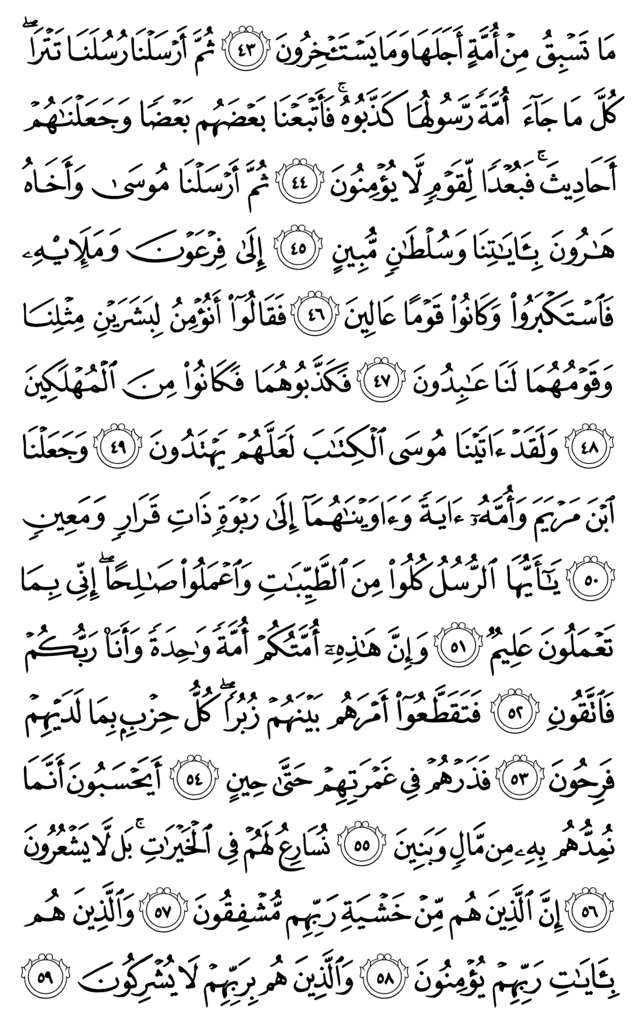 مَا تَسْبِقُ مِنْ أُمَّةٍ أَجَلَهَا وَمَا يَسْتَـْٔخِرُونَ ٤٣ ثُمَّ أَرْسَلْنَا رُسُلَنَا تَتْرَاۖ
كُلَّ مَا جَآءَ أُمَّةً رَّسُولُهَا كَذَّبُوهُۚ فَأَتْبَعْنَا بَعْضَهُم بَعْضًا وَجَعَلْنَٰهُمْ
أَحَادِيثَۚ فَبُعْدًا لِّقَوْمٍ لَّا يُؤْمِنُونَ ٤٤ ثُمَّ أَرْسَلْنَا مُوسَىٰ وَأَخَاهُ
هَٰرُونَ بِـَٔايَٰتِنَا وَسُلْطَٰنٍ مُّبِينٍ ٤٥ إِلَىٰ فِرْعَوْنَ وَمَلَإِي۟هِۦ
فَٱسْتَكْبَرُوا۟ وَكَانُوا۟ قَوْمًا عَالِينَ ٤٦ فَقَالُوٓا۟ أَنُؤْمِنُ لِبَشَرَيْنِ مِثْلِنَا
وَقَوْمُهُمَا لَنَا عَٰبِدُونَ ٤٧ فَكَذَّبُوهُمَا فَكَانُوا۟ مِنَ ٱلْمُهْلَكِينَ
٤٨ وَلَقَدْ ءَاتَيْنَا مُوسَى ٱلْكِتَٰبَ لَعَلَّهُمْ يَهْتَدُونَ ٤٩ وَجَعَلْنَا
ٱبْنَ مَرْيَمَ وَأُمَّهُۥٓ ءَايَةً وَءَاوَيْنَٰهُمَآ إِلَىٰ رَبْوَةٍ ذَاتِ قَرَارٍ وَمَعِينٍ
٥٠ يَٰٓأَيُّهَا ٱلرُّسُلُ كُلُوا۟ مِنَ ٱلطَّيِّبَٰتِ وَٱعْمَلُوا۟ صَٰلِحًاۖ إِنِّى بِمَا
تَعْمَلُونَ عَلِيمٌ ٥١ وَإِنَّ هَٰذِهِۦٓ أُمَّتُكُمْ أُمَّةً وَٰحِدَةً وَأَنَا۠ رَبُّكُمْ
فَٱتَّقُونِ ٥٢ فَتَقَطَّعُوٓا۟ أَمْرَهُم بَيْنَهُمْ زُبُرًاۖ كُلُّ حِزْبٍۭ بِمَا لَدَيْهِمْ
فَرِحُونَ ٥٣ فَذَرْهُمْ فِى غَمْرَتِهِمْ حَتَّىٰ حِينٍ ٥٤ أَيَحْسَبُونَ أَنَّمَا
نُمِدُّهُم بِهِۦ مِن مَّالٍ وَبَنِينَ ٥٥ نُسَارِعُ لَهُمْ فِى ٱلْخَيْرَٰتِۚ بَل لَّا يَشْعُرُونَ
٥٦ إِنَّ ٱلَّذِينَ هُم مِّنْ خَشْيَةِ رَبِّهِم مُّشْفِقُونَ ٥٧ وَٱلَّذِينَ هُم
بِـَٔايَٰتِ رَبِّهِمْ يُؤْمِنُونَ ٥٨ وَٱلَّذِينَ هُم بِرَبِّهِمْ لَا يُشْرِكُونَ ٥٩